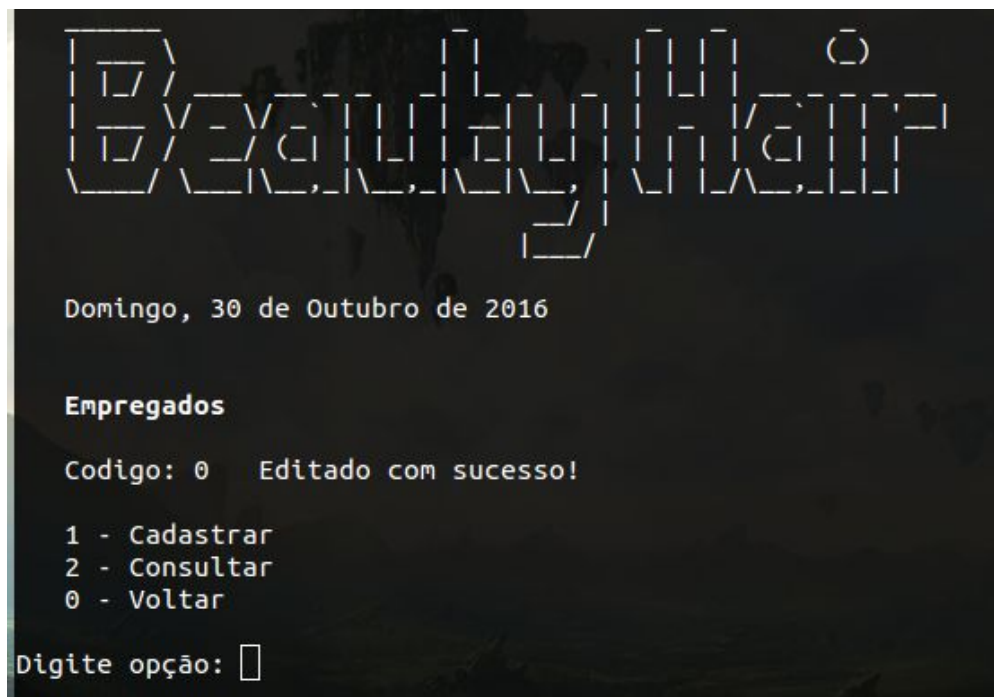 BeautyHair
Domingo, 30 de Outubro de 2016
Empregados
Codigo: 0 Editado com sucesso!
1 - Cadastrar
2 - Consultar
0 - Voltar
Digite opção: